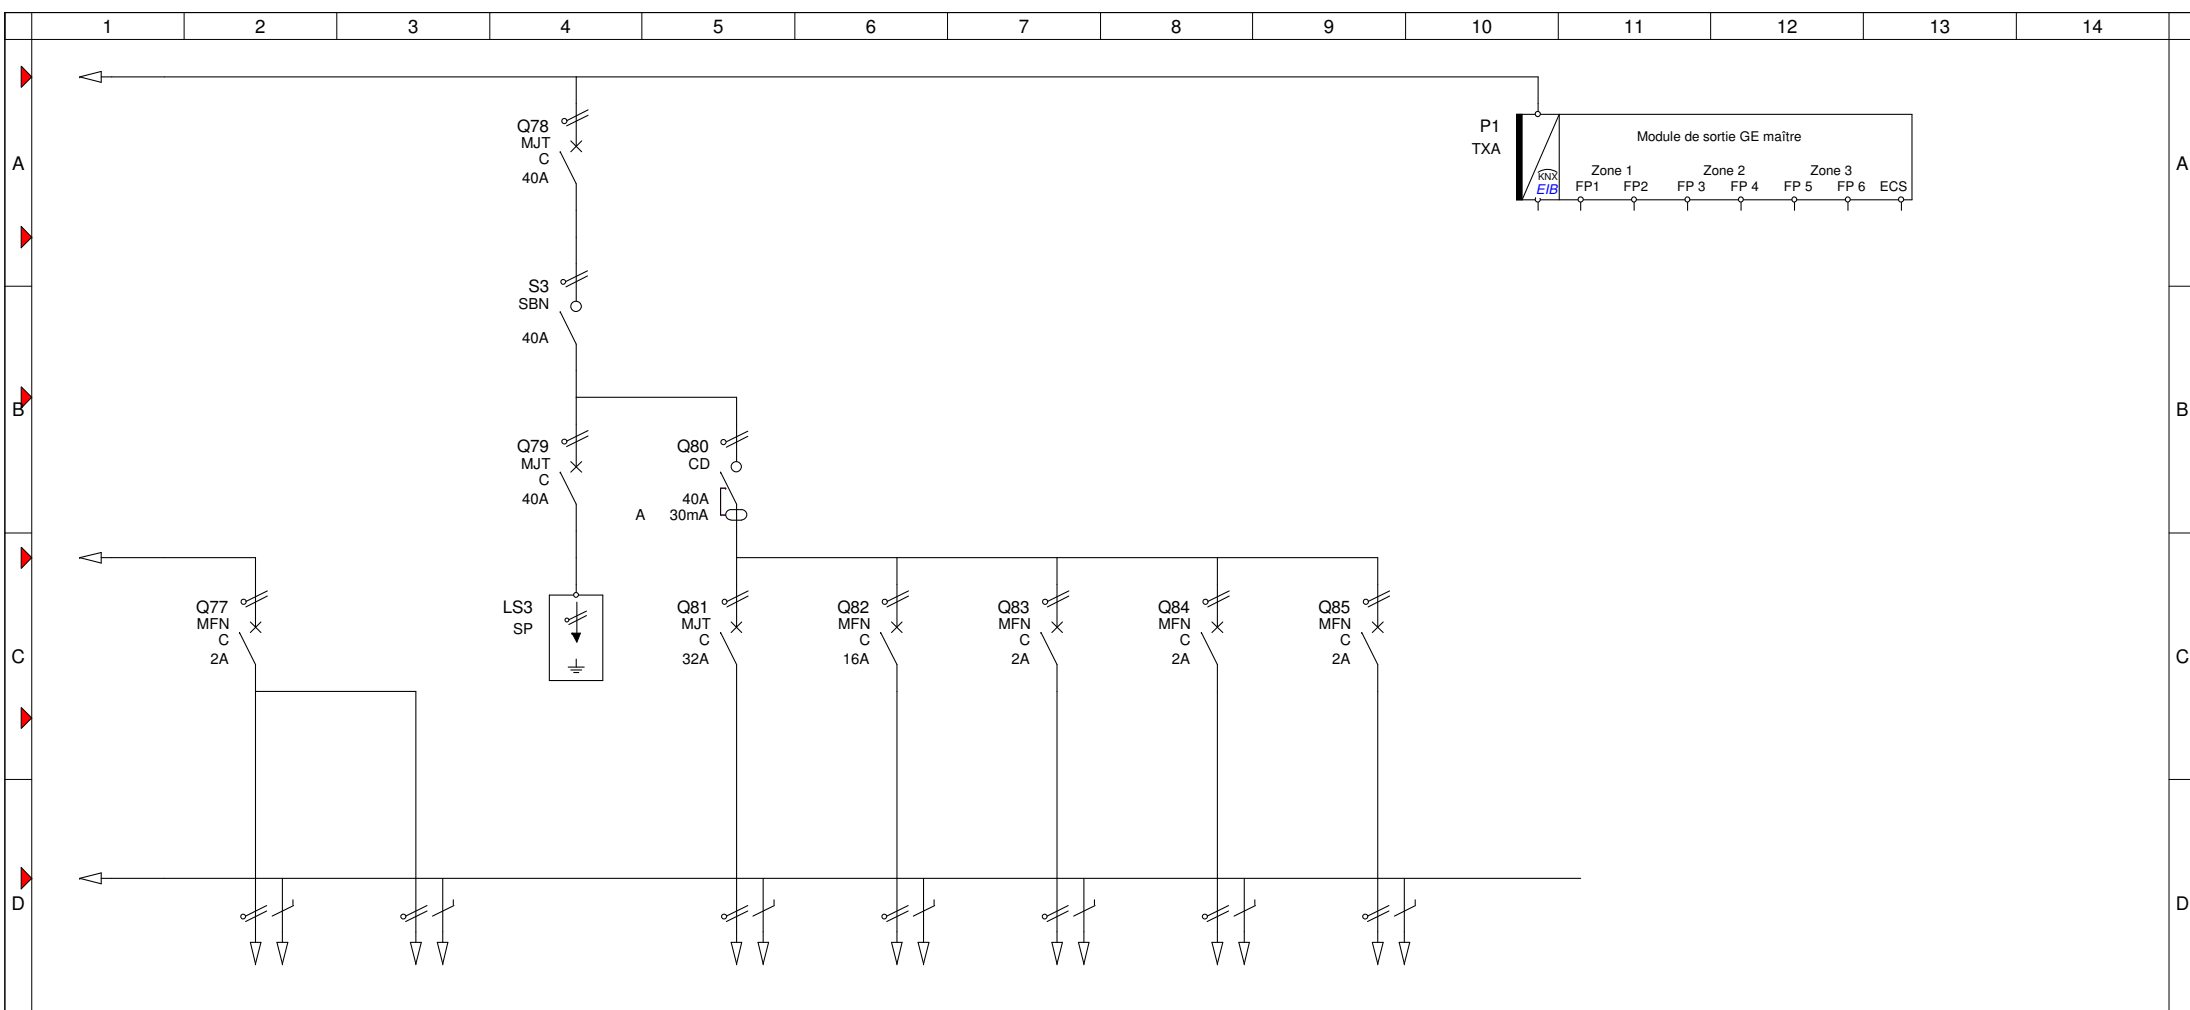 1 2 3 4 5 6 7 8 9 10 11 12 13 14
A A
Q78
MJT
C
40A
P1
TXA
Module de sortie GE maître
Zone 1 Zone 2 Zone 3
KNX
EIB
FP1 FP2 FP 3 FP 4 FP 5 FP 6 ECS
S3
SBN
40A
B B
Q79
MJT
C
40A
Q80
CD
40A
A 30mA
C C
Q77
MFN
C
2A
LS3
SP
Q81
MJT
C
32A
Q82
MFN
C
16A
Q83
MFN
C
2A
Q84
MFN
C
2A
Q85
MFN
C
2A
D D